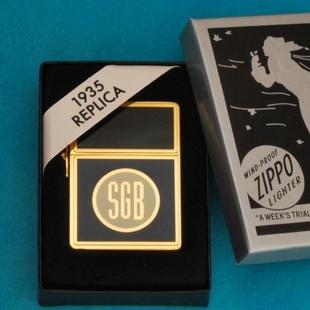 1935
REPLICA
SGB
WIND-PROOF
ZIPPO
LIGHTER
"A WEEK'S TRIAL